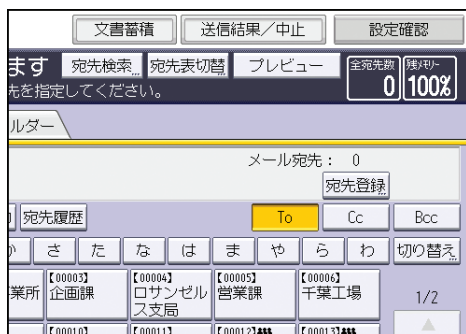 文書蓄積 送信結果／中止 設定確認
ます 宛先検索... 宛先表切替 プレビュー 全宛先数 残ﾒﾓﾘｰ
先を指定してください。 0 100%
ルダー
メール宛先： 0
宛先登録...
宛先履歴 To Cc Bcc
か さ た な は ま や ら わ 切り替え
【00003】 【00004】 【00005】 【00006】
業所 企画課 ロサンゼルス支局 営業課 千葉工場 1/2
【00010】 【00011】 【00012】 【00013】